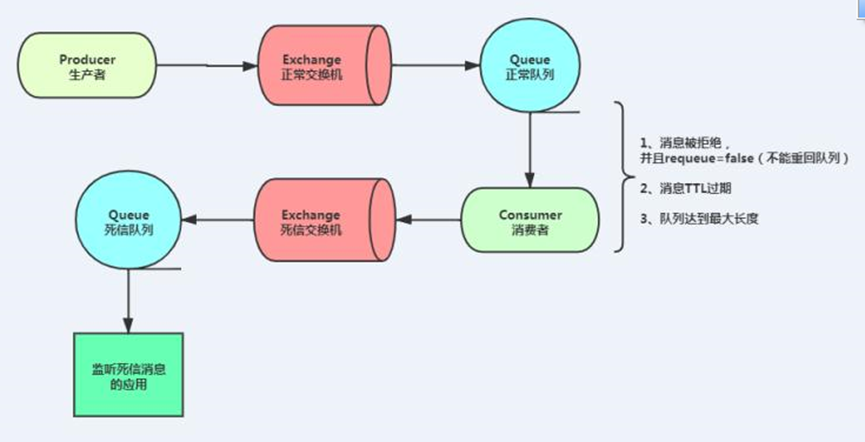 Producer
生产者
Exchange
正常交换机
Queue
正常队列
1、消息被拒绝，
并且requeue=false（不能重回队列）
2、消息TTL过期
3、队列达到最大长度
Queue
死信队列
Exchange
死信交换机
Consumer
消费者
监听死信消息
的应用